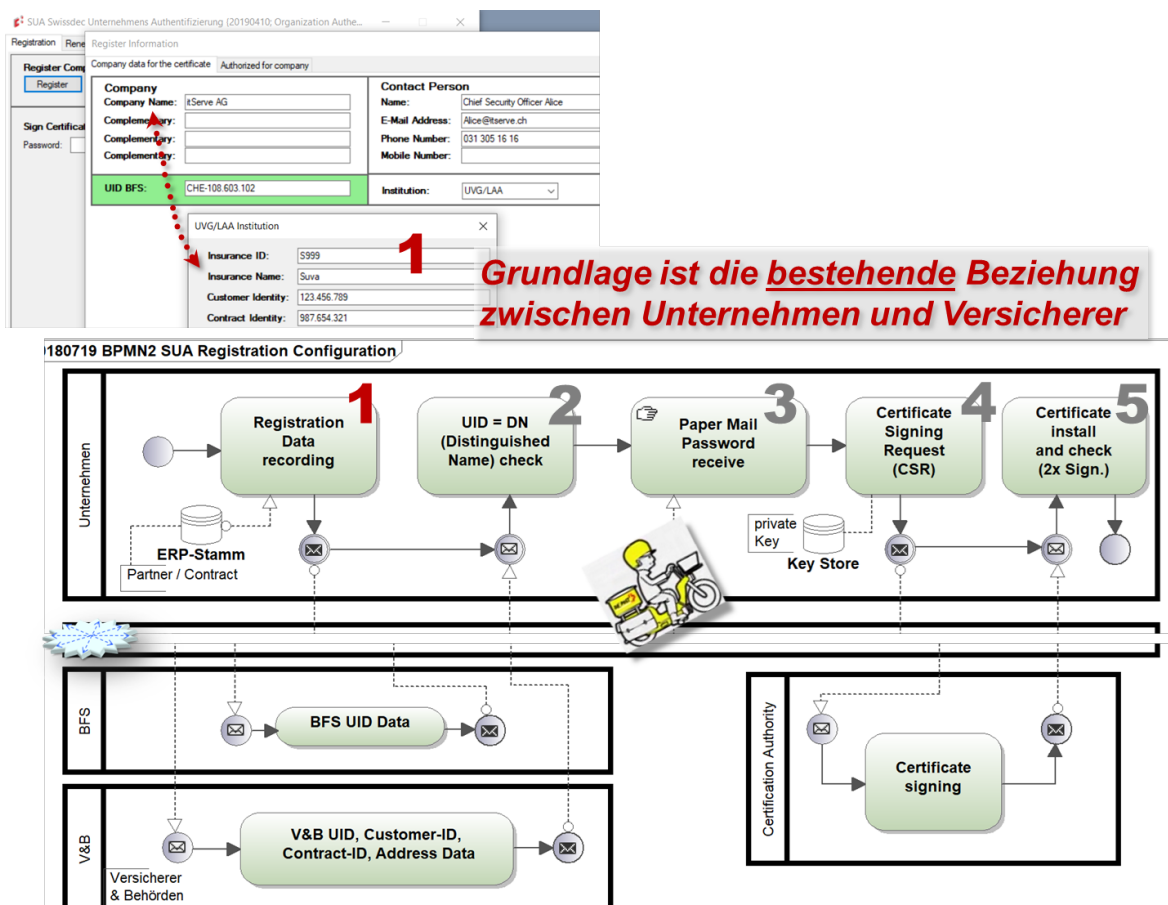 SUA Swissdec Unternehmens Authentifizierung (20190410; Organization Authe...
Registration
Register Information
Register
Company data for the certificate
Authorized for company
Company
Company Name: itServe AG
Complementary:
Complementary:
Complementary:
Contact Person
Name: Chief Security Officer Alice
E-Mail Address: Alice@itserve.ch
Phone Number: 031 305 16 16
Mobile Number:
Password:
UID BFS: CHE-108.603.102
Institution: UVG/LAA
UVG/LAA Institution
Insurance ID: S999
Insurance Name: Suva
Customer Identity: 123.456.789
Contract Identity: 987.654.321
1
Grundlage ist die bestehende Beziehung
zwischen Unternehmen und Versicherer
0180719 BPMN2 SUA Registration Configuration
Unternehmen
Registration
Data
recording
1
UID = DN
(Distinguished
Name) check
2
Paper Mail
Password
receive
3
Certificate
Signing
Request
(CSR)
4
Certificate
install
and check
(2x Sign.)
5
ERP-Stamm
Partner / Contract
private
Key
Key Store
BFS
BFS UID Data
V&B
V&B UID, Customer-ID,
Contract-ID, Address Data
Versicherer
& Behörden
Certification Authority
Certificate
signing